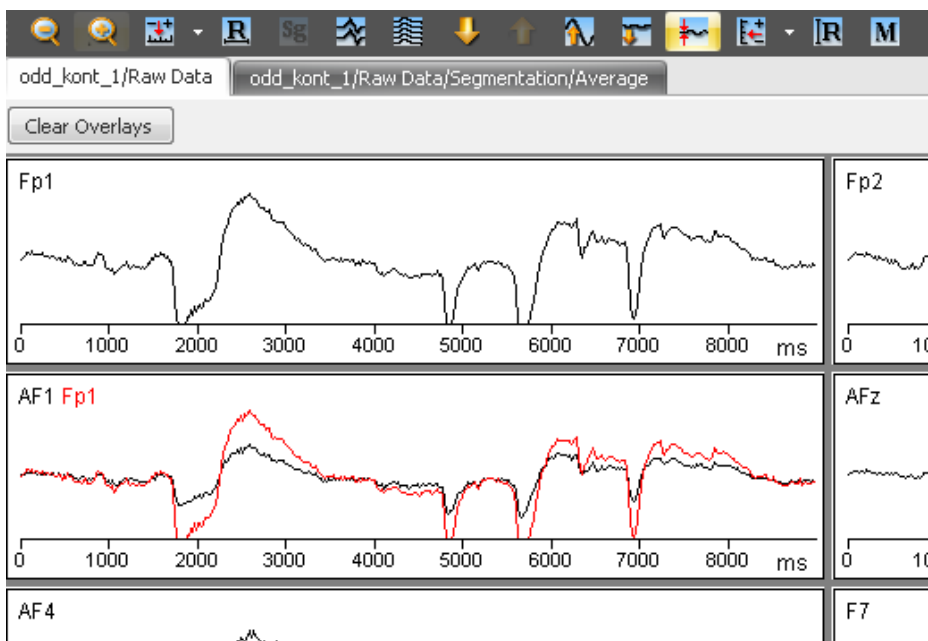 R Sg R M
odd_kont_1/Raw Data odd_kont_1/Raw Data/Segmentation/Average
Clear Overlays
Fp1
0 1000 2000 3000 4000 5000 6000 7000 8000 ms
Fp2
0
AF1 Fp1
0 1000 2000 3000 4000 5000 6000 7000 8000 ms
AFz
0
AF4
F7